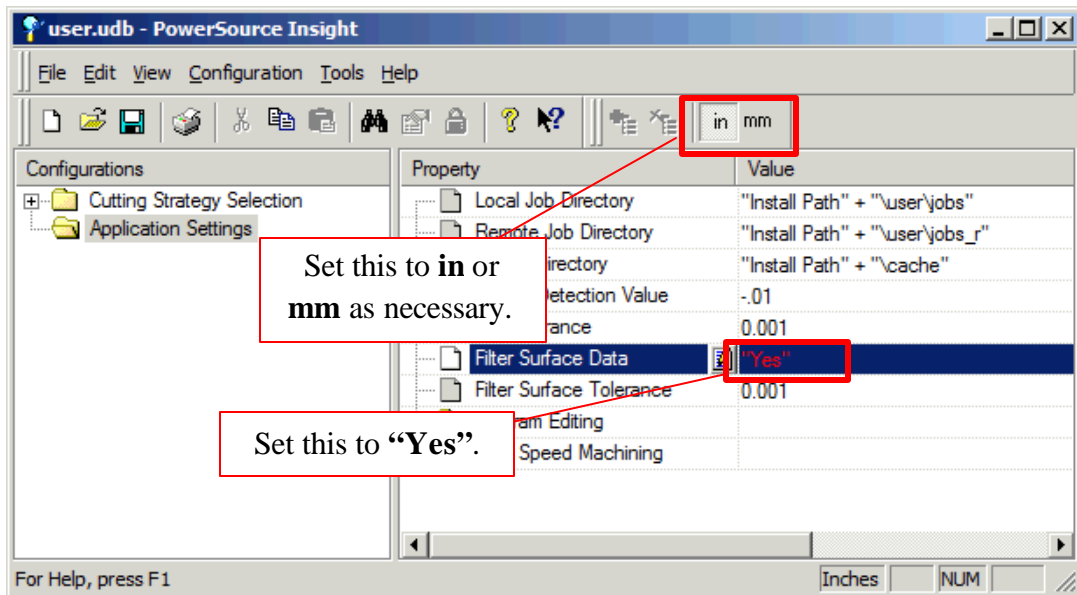 user.udb - PowerSource Insight
File Edit View Configuration Tools Help
in mm
Configurations
Property Value
Cutting Strategy Selection
Application Settings
Local Job Directory "Install Path" + "\user\jobs"
Remote Job Directory "Install Path" + "\user\jobs_r"
irectory "Install Path" + "\cache"
etection Value -.01
rance 0.001
Filter Surface Data "Yes"
Filter Surface Tolerance 0.001
am Editing
Speed Machining
Set this to in or
mm as necessary.
Set this to “Yes”.
For Help, press F1
Inches NUM